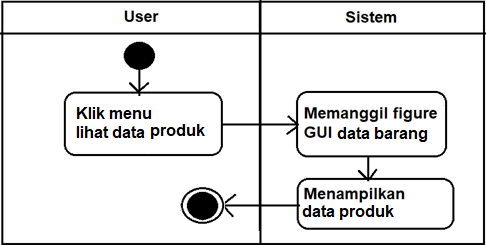 User
Sistem
Klik menu
lihat data produk
Memanggil figure
GUI data barang
Menampilkan
data produk